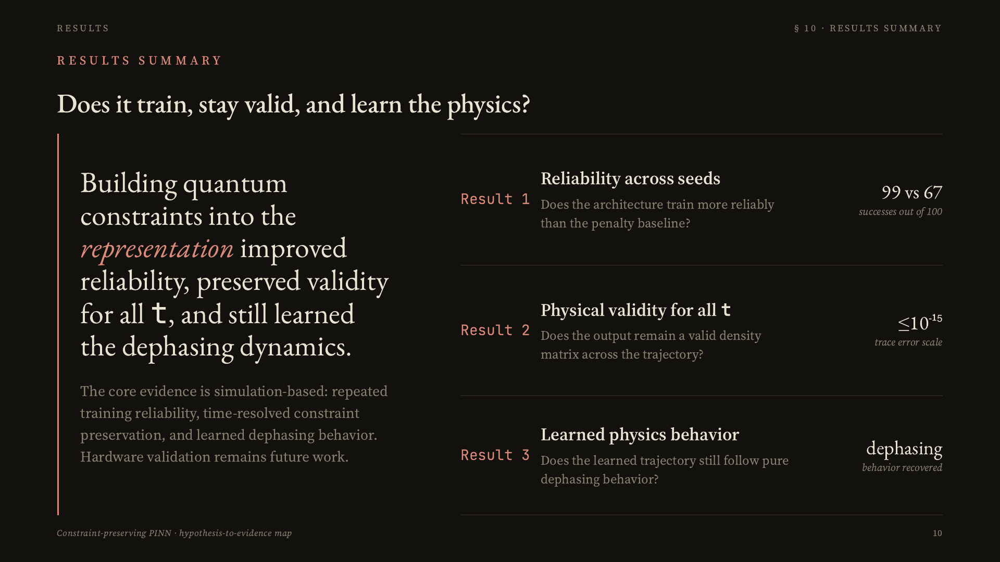 RESULTS
§ 10 · RESULTS SUMMARY
RESULTS SUMMARY
Does it train, stay valid, and learn the physics?
Building quantum
constraints into the
representation improved
reliability, preserved validity
for all t, and still learned
the dephasing dynamics.
The core evidence is simulation-based: repeated
training reliability, time-resolved constraint
preservation, and learned dephasing behavior.
Hardware validation remains future work.
Result 1
Reliability across seeds
Does the architecture train more reliably
than the penalty baseline?
99 vs 67
successes out of 100
Result 2
Physical validity for all t
Does the output remain a valid density
matrix across the trajectory?
≤10⁻¹⁵
trace error scale
Result 3
Learned physics behavior
Does the learned trajectory still follow pure
dephasing behavior?
dephasing
behavior recovered
Constraint-preserving PINN · hypothesis-to-evidence map
10